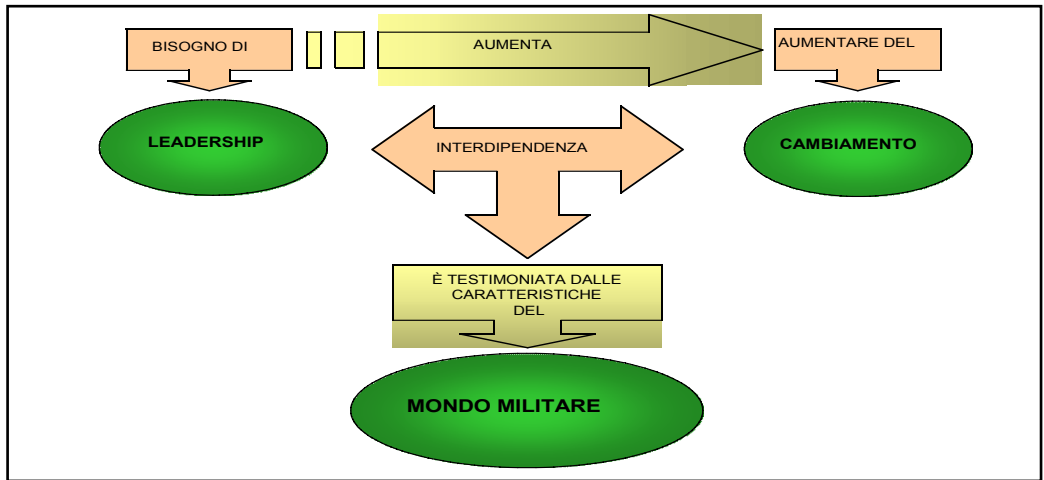 BISOGNO DI
AUMENTA
AUMENTARE DEL
LEADERSHIP
INTERDIPENDENZA
CAMBIAMENTO
È TESTIMONIATA DALLE
CARATTERISTICHE
DEL
MONDO MILITARE